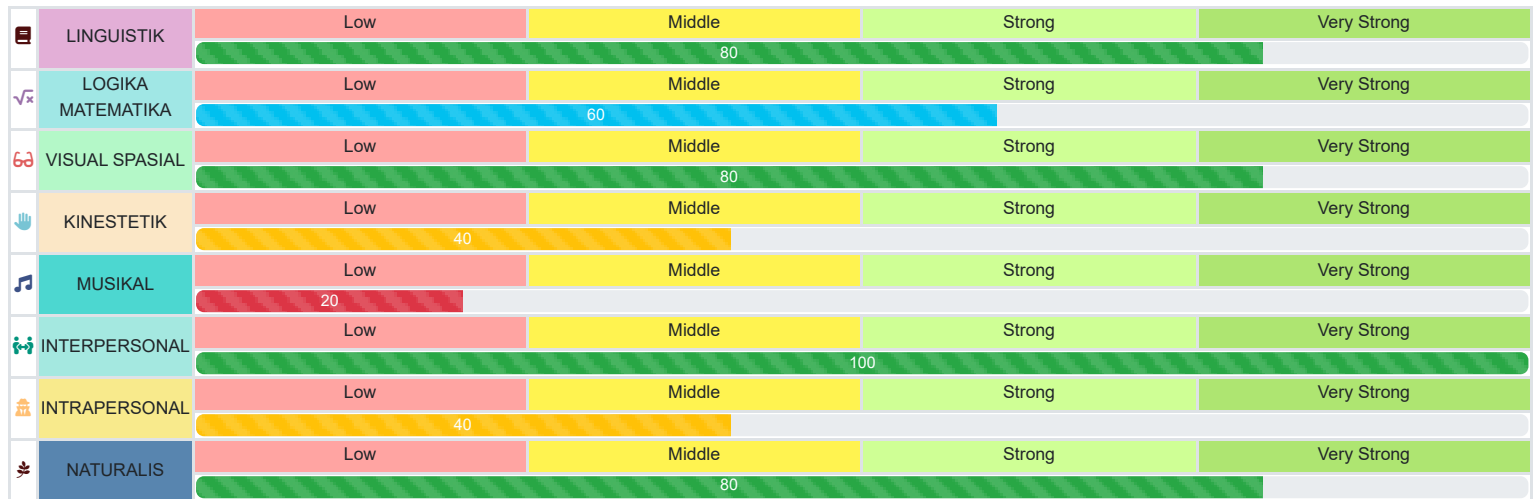 LINGUISTIK
Low Middle Strong Very Strong
80
LOGIKA
MATEMATIKA
Low Middle Strong Very Strong
60
VISUAL SPASIAL
Low Middle Strong Very Strong
80
KINESTETIK
Low Middle Strong Very Strong
40
MUSIKAL
Low Middle Strong Very Strong
20
INTERPERSONAL
Low Middle Strong Very Strong
100
INTRAPERSONAL
Low Middle Strong Very Strong
40
NATURALIS
Low Middle Strong Very Strong
80